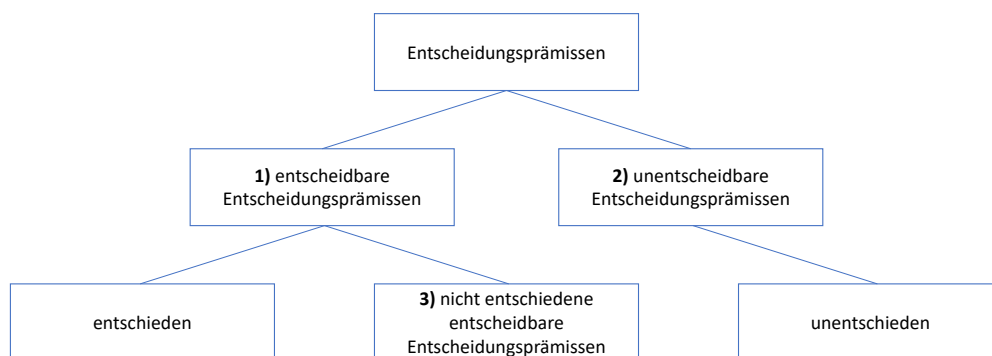 Entscheidungsprämissen
1) entscheidbare
Entscheidungsprämissen
2) unentscheidbare
Entscheidungsprämissen
entschieden
3) nicht entschiedene
entscheidbare
Entscheidungsprämissen
unentschieden